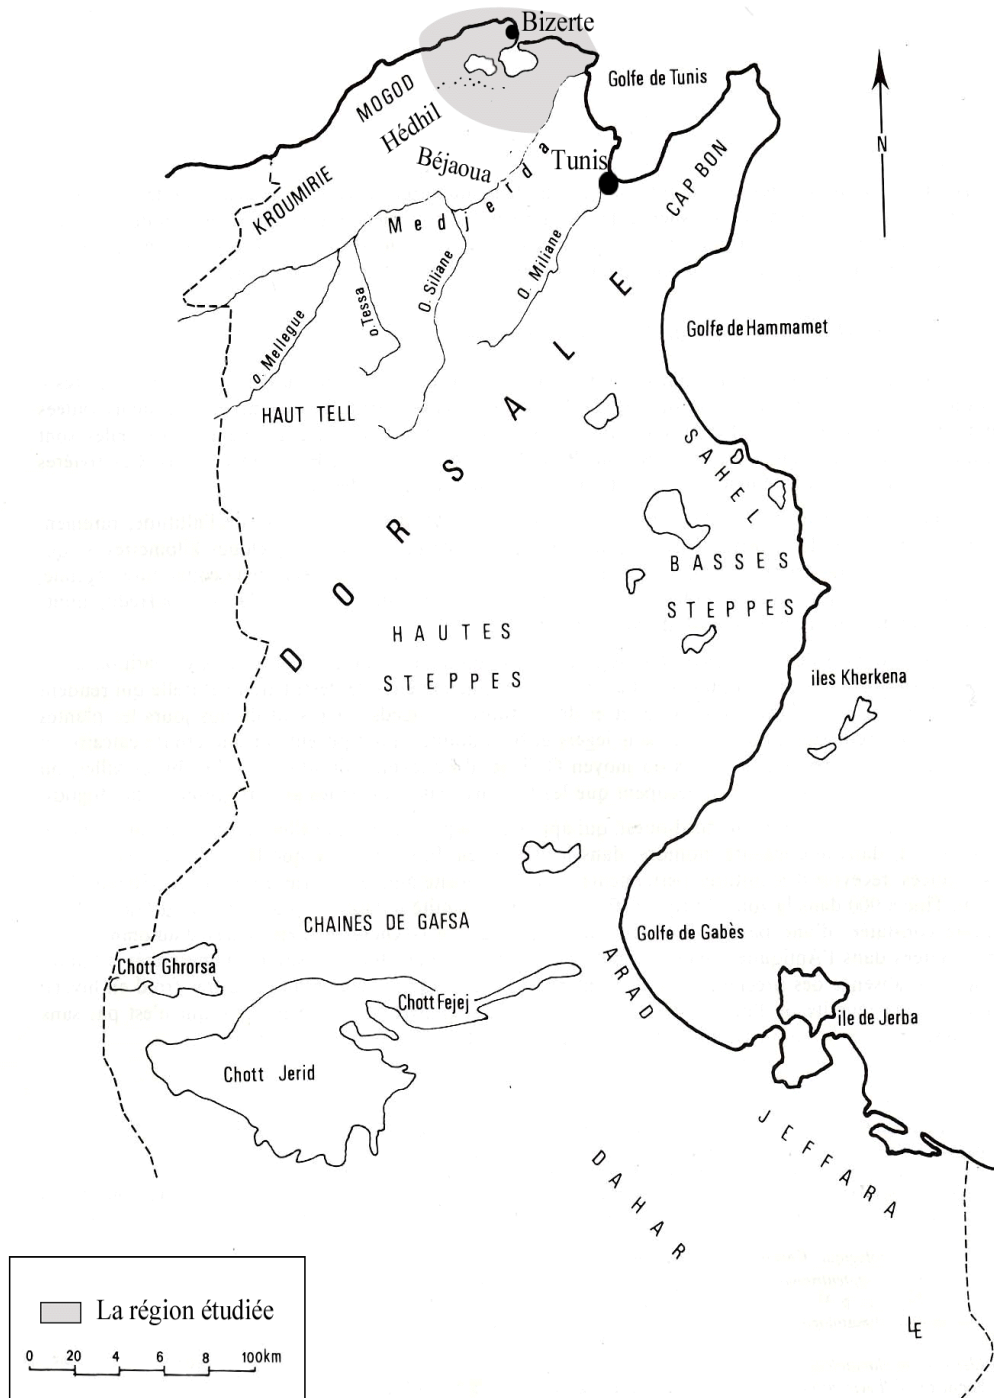 Bizerte
Golfe de Tunis
MOGOD
Hédhil
Béjaoua
Tunis
N
CAP BON
KROUMIRIE
Medjerda
O. Siliane
O. Miliane
o. Tessa
o. Mellegue
Golfe de Hammamet
HAUT TELL
DORSALE
SAHEL
BASSES
STEPPES
HAUTES
STEPPES
iles Kherkena
CHAINES DE GAFSA
Golfe de Gabès
Chott Ghrorsa
ARAD
Chott Fejej
île de Jerba
Chott Jerid
JEFFARA
DAHAR
La région étudiée
0 20 4 6 8 100km
LE